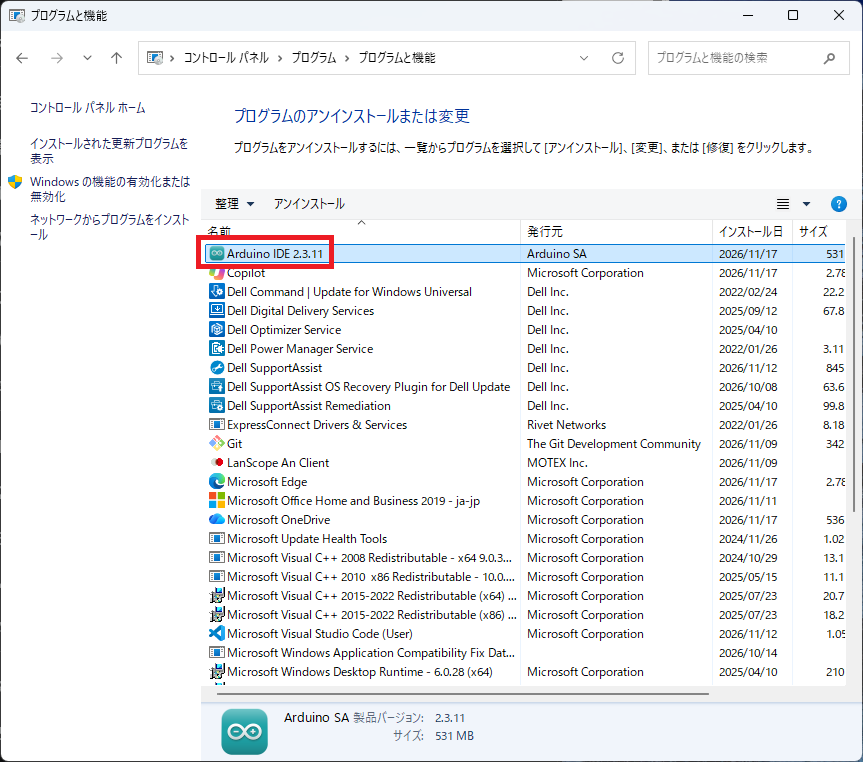 プログラムと機能
コントロール パネル > プログラム > プログラムと機能
プログラムと機能の検索
コントロール パネル ホーム
インストールされた更新プログラムを
表示
Windows の機能の有効化または
無効化
ネットワークからプログラムをインスト
ール
プログラムのアンインストールまたは変更
プログラムをアンインストールするには、一覧からプログラムを選択して [アンインストール]、[変更]、または [修復] をクリックします。
整理 アンインストール
名前 発行元 インストール日 サイズ
Arduino IDE 2.3.11 Arduino SA 2026/11/17 531
Copilot Microsoft Corporation 2026/11/17 2.78
Dell Command | Update for Windows Universal Dell Inc. 2022/02/24 22.2
Dell Digital Delivery Services Dell Inc. 2025/09/12 67.8
Dell Optimizer Service Dell Inc. 2025/04/10
Dell Power Manager Service Dell Inc. 2022/01/26 3.11
Dell SupportAssist Dell Inc. 2026/11/12 845
Dell SupportAssist OS Recovery Plugin for Dell Update Dell Inc. 2026/10/08 63.6
Dell SupportAssist Remediation Dell Inc. 2025/04/10 99.8
ExpressConnect Drivers & Services Rivet Networks 2022/01/26 8.18
Git The Git Development Community 2026/11/09 342
LanScope An Client MOTEX Inc. 2026/11/09
Microsoft Edge Microsoft Corporation 2026/11/17 2.78
Microsoft Office Home and Business 2019 - ja-jp Microsoft Corporation 2026/11/11
Microsoft OneDrive Microsoft Corporation 2026/11/17 536
Microsoft Update Health Tools Microsoft Corporation 2024/11/26 1.02
Microsoft Visual C++ 2008 Redistributable - x64 9.0.3... Microsoft Corporation 2024/10/29 13.1
Microsoft Visual C++ 2010 x86 Redistributable - 10.0.... Microsoft Corporation 2025/05/15 11.1
Microsoft Visual C++ 2015-2022 Redistributable (x64) ... Microsoft Corporation 2025/07/23 20.7
Microsoft Visual C++ 2015-2022 Redistributable (x86) ... Microsoft Corporation 2025/07/23 18.2
Microsoft Visual Studio Code (User) Microsoft Corporation 2026/11/12 1.05
Microsoft Windows Application Compatibility Fix Dat... 2026/10/14
Microsoft Windows Desktop Runtime - 6.0.28 (x64) Microsoft Corporation 2025/04/10 210
Arduino SA 製品バージョン: 2.3.11
サイズ: 531 MB